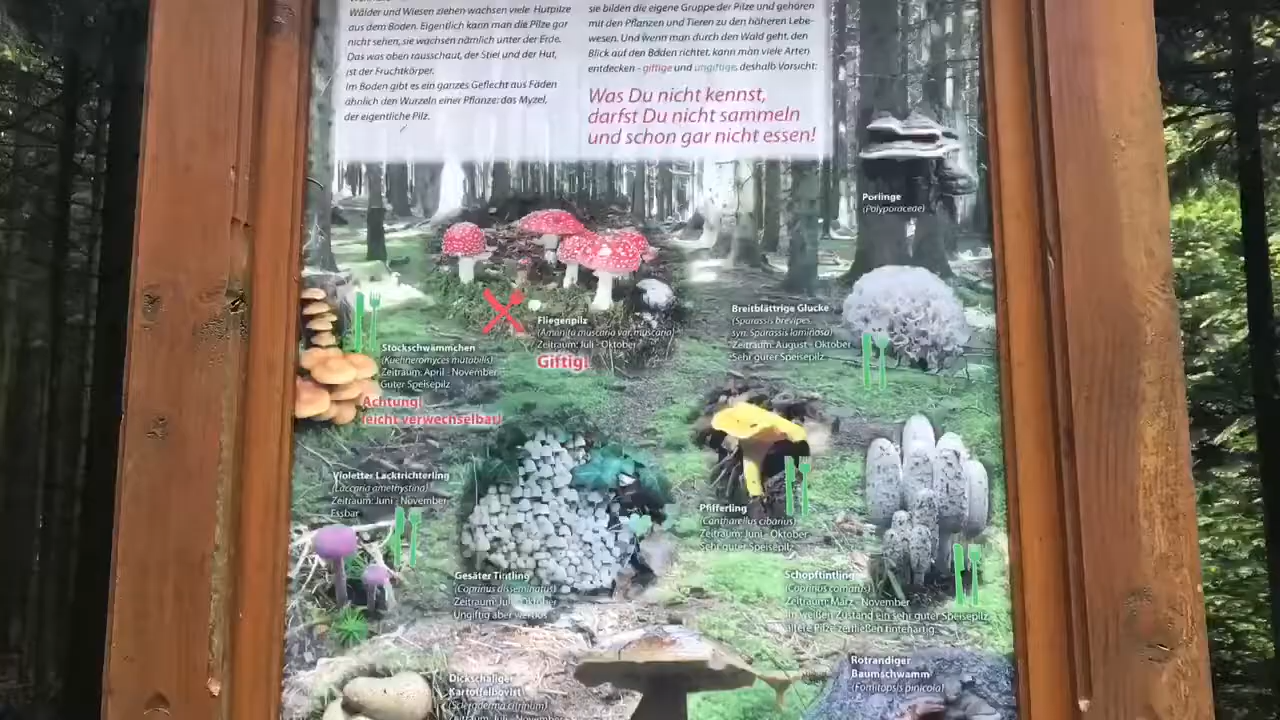 Wälder und Wiesen ziehen wachsen viele Hutpilze
aus dem Boden. Eigentlich kann man die Pilze gar
nicht sehen, sie wachsen nämlich unter der Erde.
Das was oben rausschaut, der Stiel und der Hut,
ist der Fruchtkörper.
Im Boden gibt es ein ganzes Geflecht aus Fäden
ähnlich den Wurzeln einer Pflanze: das Myzel,
der eigentliche Pilz.
sie bilden die eigene Gruppe der Pilze und gehören
mit den Pflanzen und Tieren zu den höheren Lebe-
wesen. Und wenn man durch den Wald geht, den
Blick auf den Boden richtet, kann man viele Arten
entdecken - giftige und ungiftige, deshalb Vorsicht:
Was Du nicht kennst,
darfst Du nicht sammeln
und schon gar nicht essen!
Porlinge
(Polyporaceae)
Fliegenpilz
(Amanita muscaria var. muscaria)
Zeitraum: Juli - Oktober
Giftig!
Breitblättrige Glucke
(Sparassis brevipes,
syn. Sparassis laminosa)
Zeitraum: August - Oktober
Sehr guter Speisepilz
Stockschwämmchen
(Kuehneromyces mutabilis)
Zeitraum: April - November
Guter Speisepilz
Achtung!
leicht verwechselbar!
Violetter Lacktrichterling
(Laccaria amethystina)
Zeitraum: Juni - November
Essbar
Pfifferling
(Cantharellus cibarius)
Zeitraum: Juni - Oktober
Sehr guter Speisepilz
Gesäter Tintling
(Coprinus disseminatus)
Zeitraum: Juli - Oktober
Ungiftig aber wertlos
Schopftintling
(Coprinus comatus)
Zeitraum: März - November
Im weißen Zustand ein sehr guter Speisepilz,
ältere Pilze zerfließen tintenartig.
Dickschaliger
Kartoffelbovist
(Scleroderma citrinum)
Zeitraum: Juli - November
Rotrandiger
Baumschwamm
(Fomitopsis pinicola)